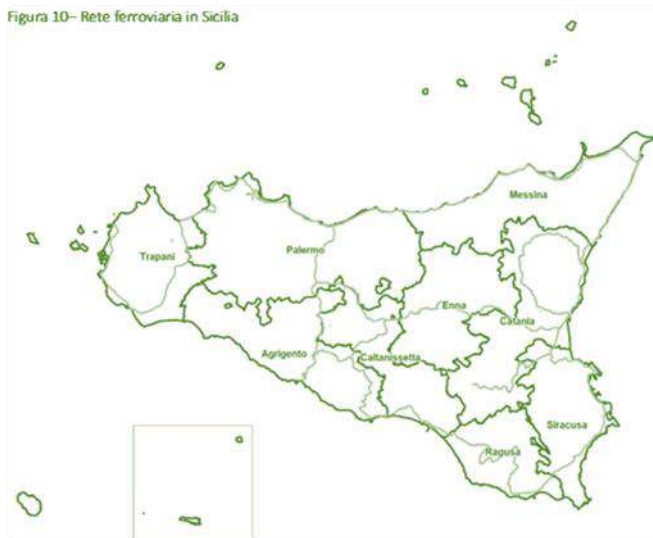 Figura 10– Rete ferroviaria in Sicilia
Messina
Trapani
Palermo
Enna
Catania
Agrigento
Caltanissetta
Siracusa
Ragusa